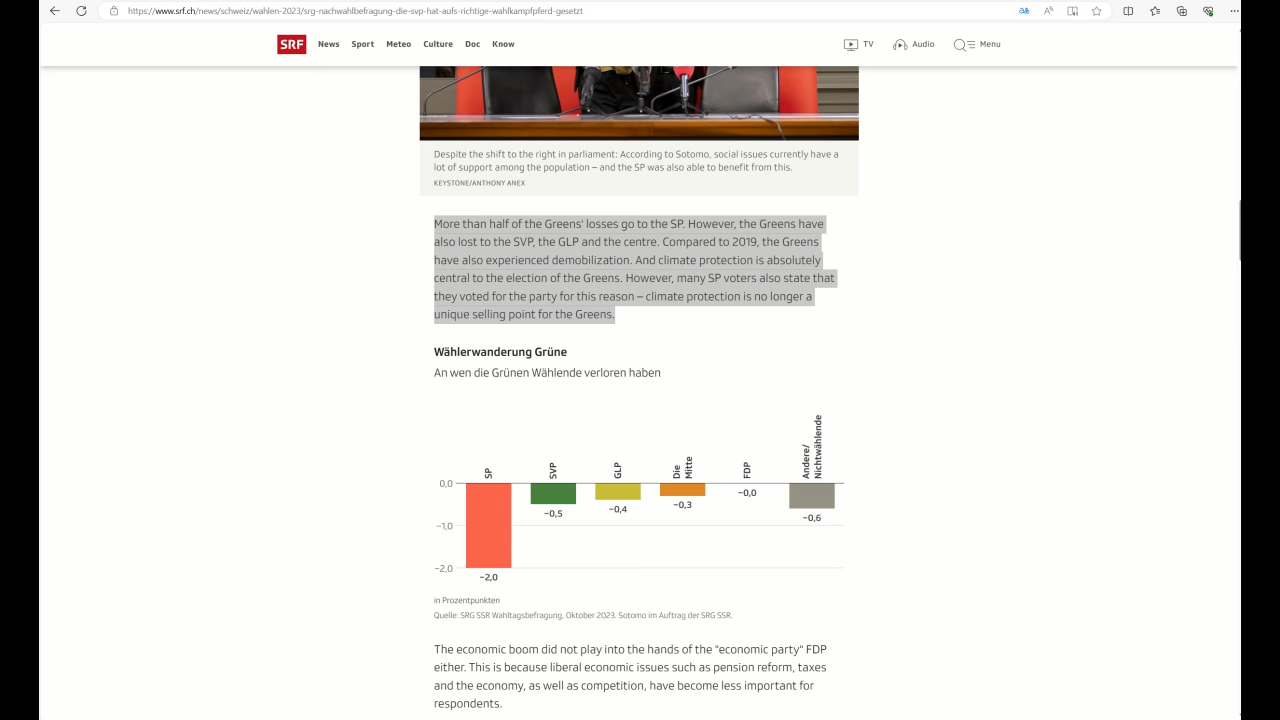 https://www.srf.ch/news/schweiz/wahlen-2023/srg-nachwahlbefragung-die-svp-hat-aufs-richtige-wahlkampfpferd-gesetzt
SRF News Sport Meteo Culture Doc Know TV Audio Menu
Despite the shift to the right in parliament: According to Sotomo, social issues currently have a
lot of support among the population – and the SP was also able to benefit from this.
KEYSTONE/ANTHONY ANEX
More than half of the Greens' losses go to the SP. However, the Greens have
also lost to the SVP, the GLP and the centre. Compared to 2019, the Greens
have also experienced demobilization. And climate protection is absolutely
central to the election of the Greens. However, many SP voters also state that
they voted for the party for this reason – climate protection is no longer a
unique selling point for the Greens.
Wählerwanderung Grüne
An wen die Grünen Wählende verloren haben
SP
SVP
GLP
Die
Mitte
FDP
Andere/
Nichtwählende
0,0
−1,0
−2,0
−2,0
−0,5
−0,4
−0,3
−0,0
−0,6
in Prozentpunkten
Quelle: SRG SSR Wahltagsbefragung, Oktober 2023. Sotomo im Auftrag der SRG SSR.
The economic boom did not play into the hands of the "economic party" FDP
either. This is because liberal economic issues such as pension reform, taxes
and the economy, as well as competition, have become less important for
respondents.